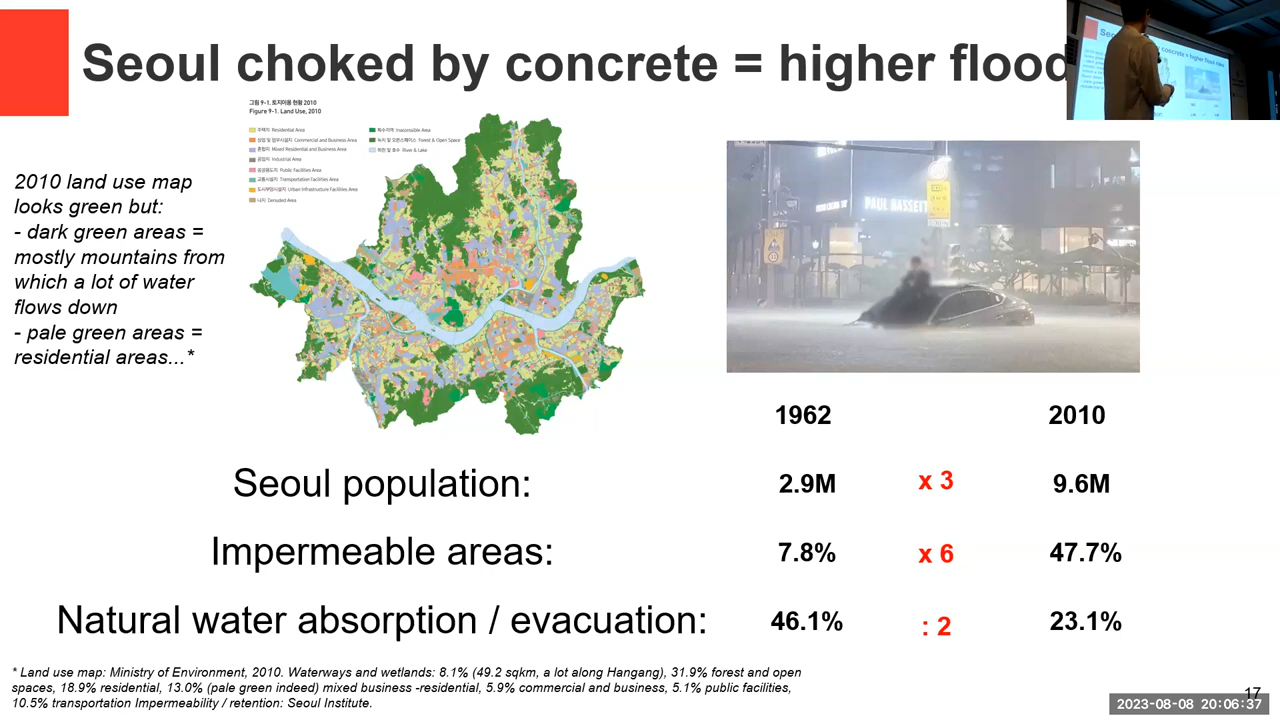 Seoul choked by concrete = higher flood
그림 9-1. 토지이용 현황 2010
Figure 9-1. Land Use, 2010
주택지 Residential Area
상업 및 업무시설지 Commercial and Business Area
혼합지 Mixed Residential and Business Area
공업지 Industrial Area
공공용도지 Public Facilities Area
교통시설지 Transportation Facilities Area
도시부양시설지 Urban Infrastructure Facilities Area
나지 Denuded Area
특수지역 Inaccessible Area
녹지 및 오픈스페이스 Forest & Open Space
하천 및 호수 River & Lake
2010 land use map
looks green but:
- dark green areas =
mostly mountains from
which a lot of water
flows down
- pale green areas =
residential areas...*
PAUL BASSETT
1962 2010
Seoul population: 2.9M x 3 9.6M
Impermeable areas: 7.8% x 6 47.7%
Natural water absorption / evacuation: 46.1% : 2 23.1%
* Land use map: Ministry of Environment, 2010. Waterways and wetlands: 8.1% (49.2 sqkm, a lot along Hangang), 31.9% forest and open
spaces, 18.9% residential, 13.0% (pale green indeed) mixed business -residential, 5.9% commercial and business, 5.1% public facilities,
10.5% transportation Impermeability / retention: Seoul Institute.
17
2023-08-08 20:06:37